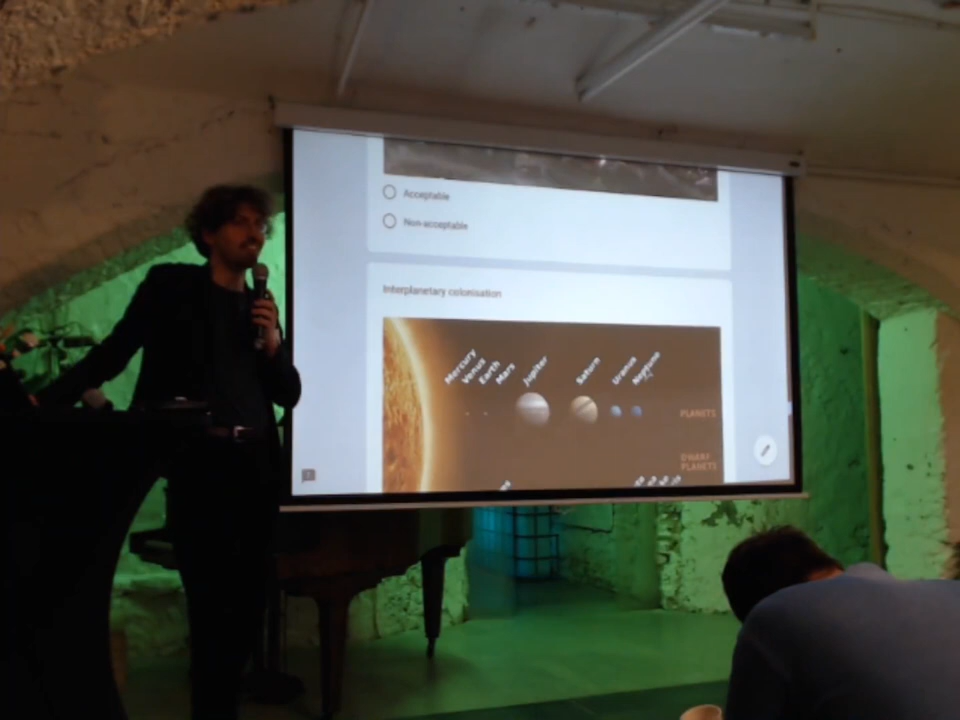 Acceptable
Non-acceptable
Interplanetary colonisation
Mercury
Venus
Earth
Mars
Jupiter
Saturn
Uranus
Neptune
PLANETS
DWARF
PLANETS